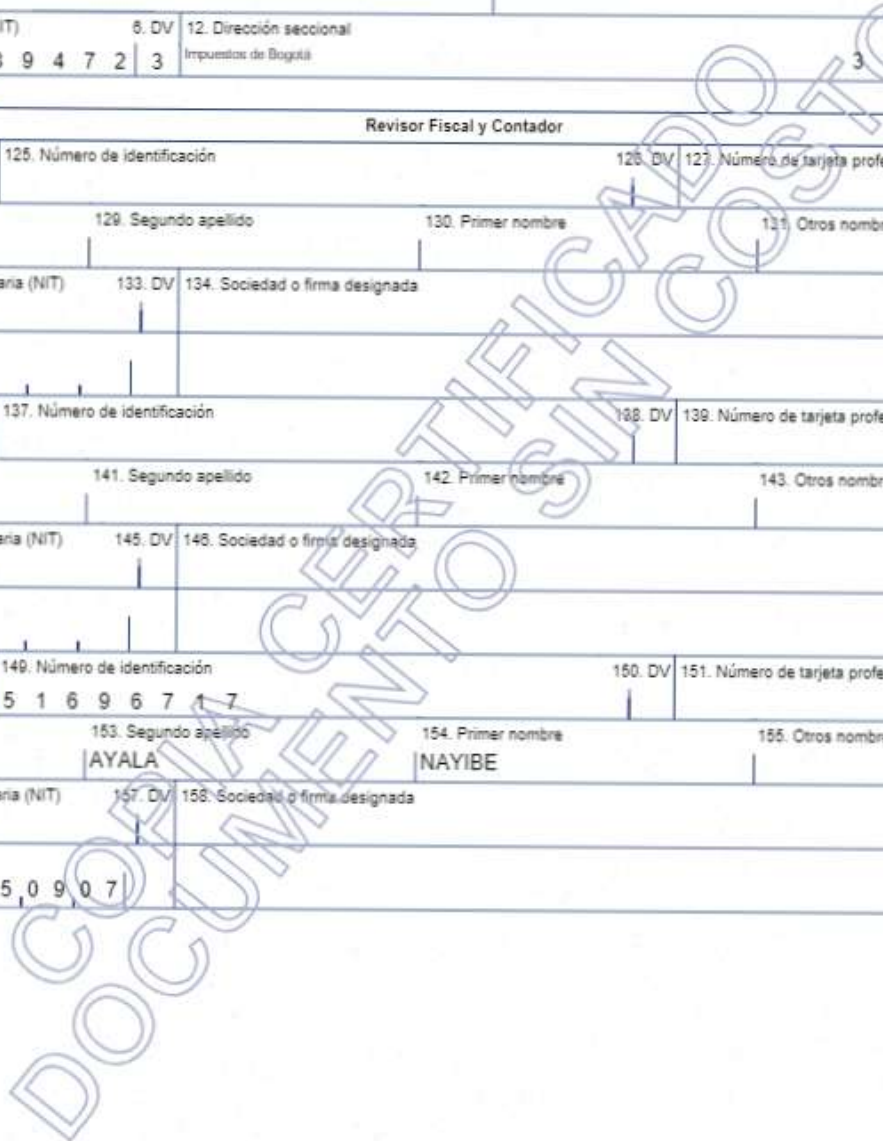 IT) 6. DV 12. Dirección seccional
9 4 7 2 3 Impuestos de Bogotá 3
Revisor Fiscal y Contador
125. Número de identificación 126. DV 127. Número de tarjeta profe
129. Segundo apellido 130. Primer nombre 131. Otros nombr
aria (NIT) 133. DV 134. Sociedad o firma designada
137. Número de identificación 138. DV 139. Número de tarjeta profe
141. Segundo apellido 142. Primer nombre 143. Otros nombr
aria (NIT) 145. DV 146. Sociedad o firma designada
149. Número de identificación 150. DV 151. Número de tarjeta profe
5 1 6 9 6 7 1 7
153. Segundo apellido 154. Primer nombre 155. Otros nombr
AYALA NAYIBE
aria (NIT) 157. DV 158. Sociedad o firma designada
5 0 9 0 7
COPIA CERTIFICADO
DOCUMENTO SIN COSTO